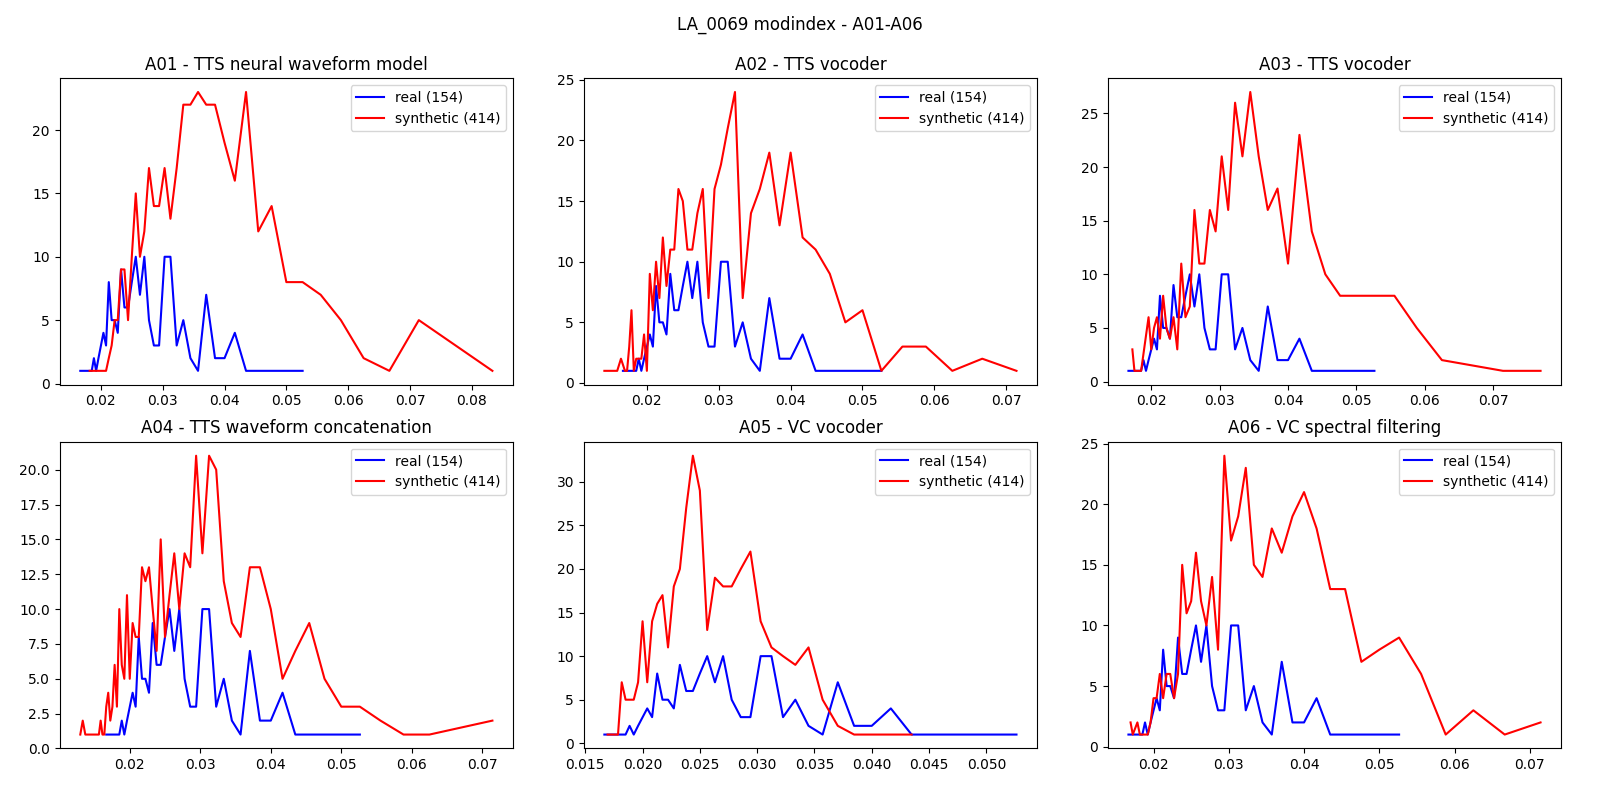 LA_0069 modindex - A01-A06
A01 - TTS neural waveform model
real (154)
synthetic (414)
20
15
10
5
0
0.02 0.03 0.04 0.05 0.06 0.07 0.08
A02 - TTS vocoder
real (154)
synthetic (414)
25
20
15
10
5
0
0.02 0.03 0.04 0.05 0.06 0.07
A03 - TTS vocoder
real (154)
synthetic (414)
25
20
15
10
5
0
0.02 0.03 0.04 0.05 0.06 0.07
A04 - TTS waveform concatenation
real (154)
synthetic (414)
20.0
17.5
15.0
12.5
10.0
7.5
5.0
2.5
0.0
0.02 0.03 0.04 0.05 0.06 0.07
A05 - VC vocoder
real (154)
synthetic (414)
30
25
20
15
10
5
0
0.015 0.020 0.025 0.030 0.035 0.040 0.045 0.050
A06 - VC spectral filtering
real (154)
synthetic (414)
25
20
15
10
5
0
0.02 0.03 0.04 0.05 0.06 0.07